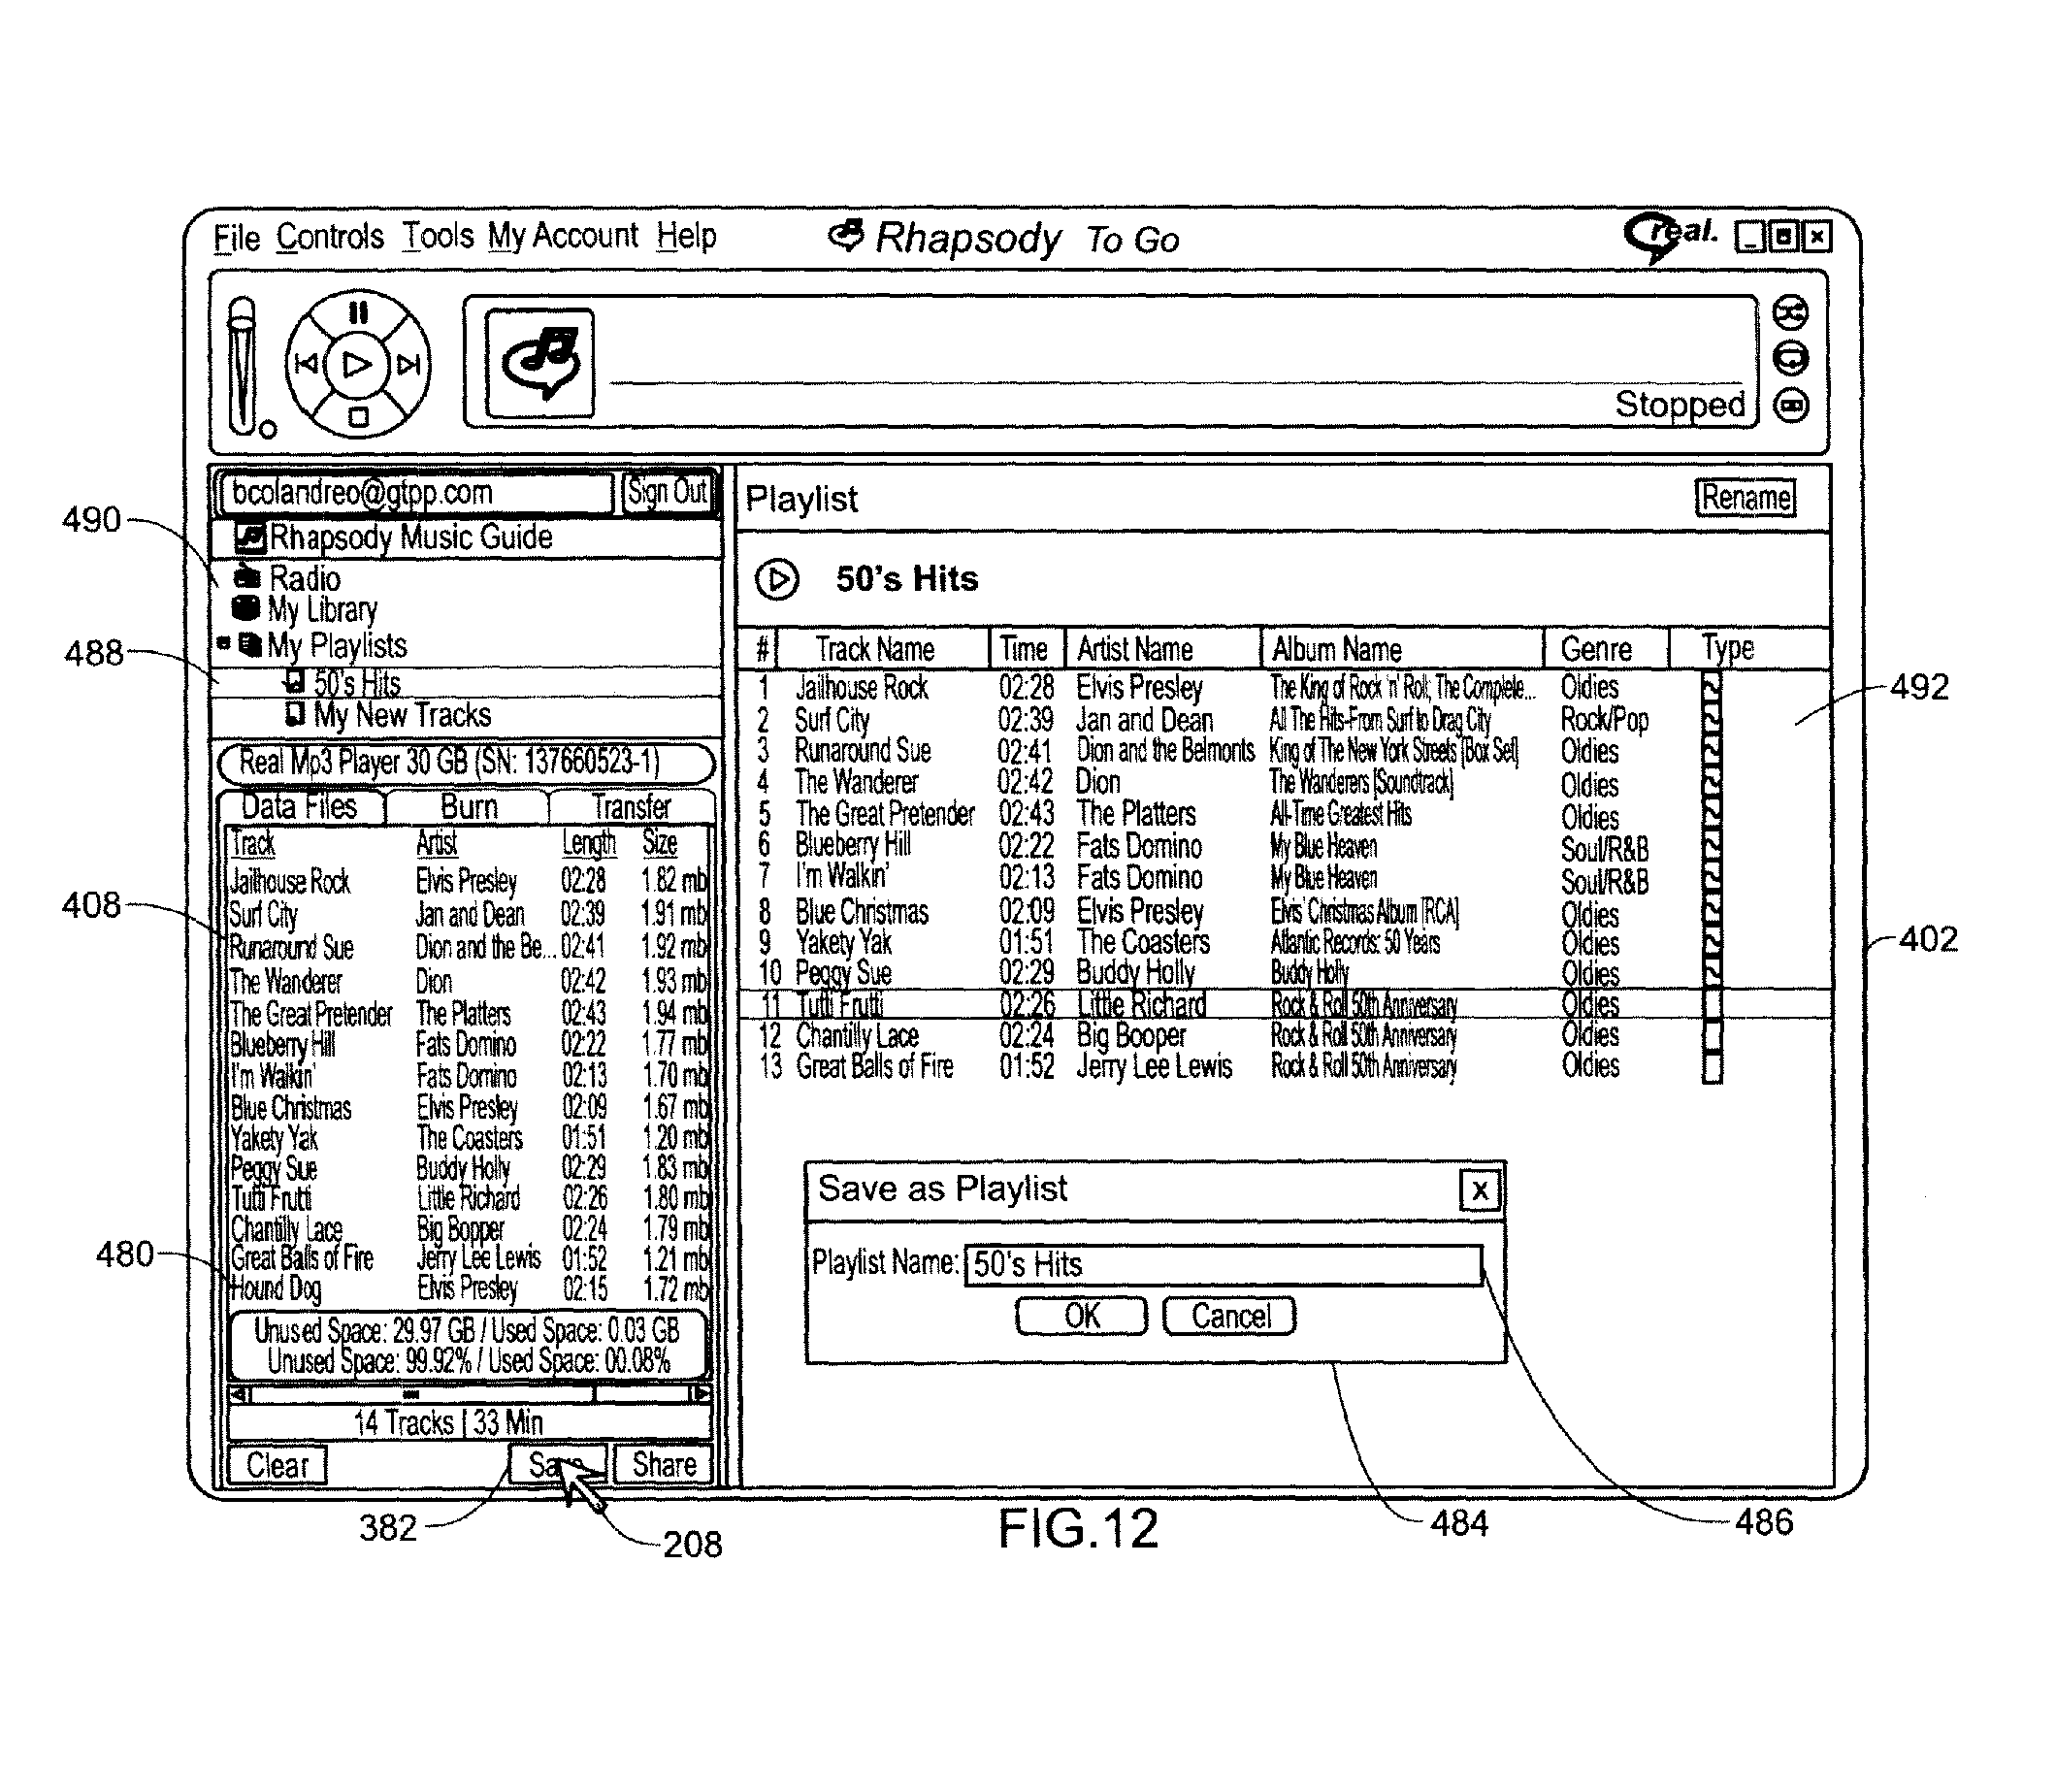 File Controls Tools My Account Help Rhapsody To Go real.
Stopped
bcolandreo@gtpp.com Sign Out
Rhapsody Music Guide
Radio
My Library
My Playlists
50's Hits
My New Tracks
Real Mp3 Player 30 GB (SN: 137660523-1)
Data Files Burn Transfer
Track Artist Length Size
Jailhouse Rock Elvis Presley 02:28 1.82 mb
Surf City Jan and Dean 02:39 1.91 mb
Runaround Sue Dion and the Be... 02:41 1.92 mb
The Wanderer Dion 02:42 1.93 mb
The Great Pretender The Platters 02:43 1.94 mb
Blueberry Hill Fats Domino 02:22 1.77 mb
I'm Walkin' Fats Domino 02:13 1.70 mb
Blue Christmas Elvis Presley 02:09 1.67 mb
Yakety Yak The Coasters 01:51 1.20 mb
Peggy Sue Buddy Holly 02:29 1.83 mb
Tutti Frutti Little Richard 02:26 1.80 mb
Chantilly Lace Big Bopper 02:24 1.79 mb
Great Balls of Fire Jerry Lee Lewis 01:52 1.21 mb
Hound Dog Elvis Presley 02:15 1.72 mb
Unused Space: 29.97 GB / Used Space: 0.03 GB
Unused Space: 99.92% / Used Space: 00.08%
14 Tracks | 33 Min
Clear Save Share
Playlist Rename
50's Hits
# Track Name Time Artist Name Album Name Genre Type
1 Jailhouse Rock 02:28 Elvis Presley The King of Rock 'n' Roll; The Complete... Oldies
2 Surf City 02:39 Jan and Dean All The Hits-From Surf to Drag City Rock/Pop
3 Runaround Sue 02:41 Dion and the Belmonts King of The New York Streets [Box Set] Oldies
4 The Wanderer 02:42 Dion The Wanderers [Soundtrack] Oldies
5 The Great Pretender 02:43 The Platters All-Time Greatest Hits Oldies
6 Blueberry Hill 02:22 Fats Domino My Blue Heaven Soul/R&B
7 I'm Walkin' 02:13 Fats Domino My Blue Heaven Soul/R&B
8 Blue Christmas 02:09 Elvis Presley Elvis' Christmas Album [RCA] Oldies
9 Yakety Yak 01:51 The Coasters Atlantic Records: 50 Years Oldies
10 Peggy Sue 02:29 Buddy Holly Buddy Holly Oldies
11 Tutti Frutti 02:26 Little Richard Rock & Roll 50th Anniversary Oldies
12 Chantilly Lace 02:24 Big Booper Rock & Roll 50th Anniversary Oldies
13 Great Balls of Fire 01:52 Jerry Lee Lewis Rock & Roll 50th Anniversary Oldies
Save as Playlist X
Playlist Name: 50's Hits
OK Cancel
490
488
408
480
382
208
492
402
484
486
FIG.12